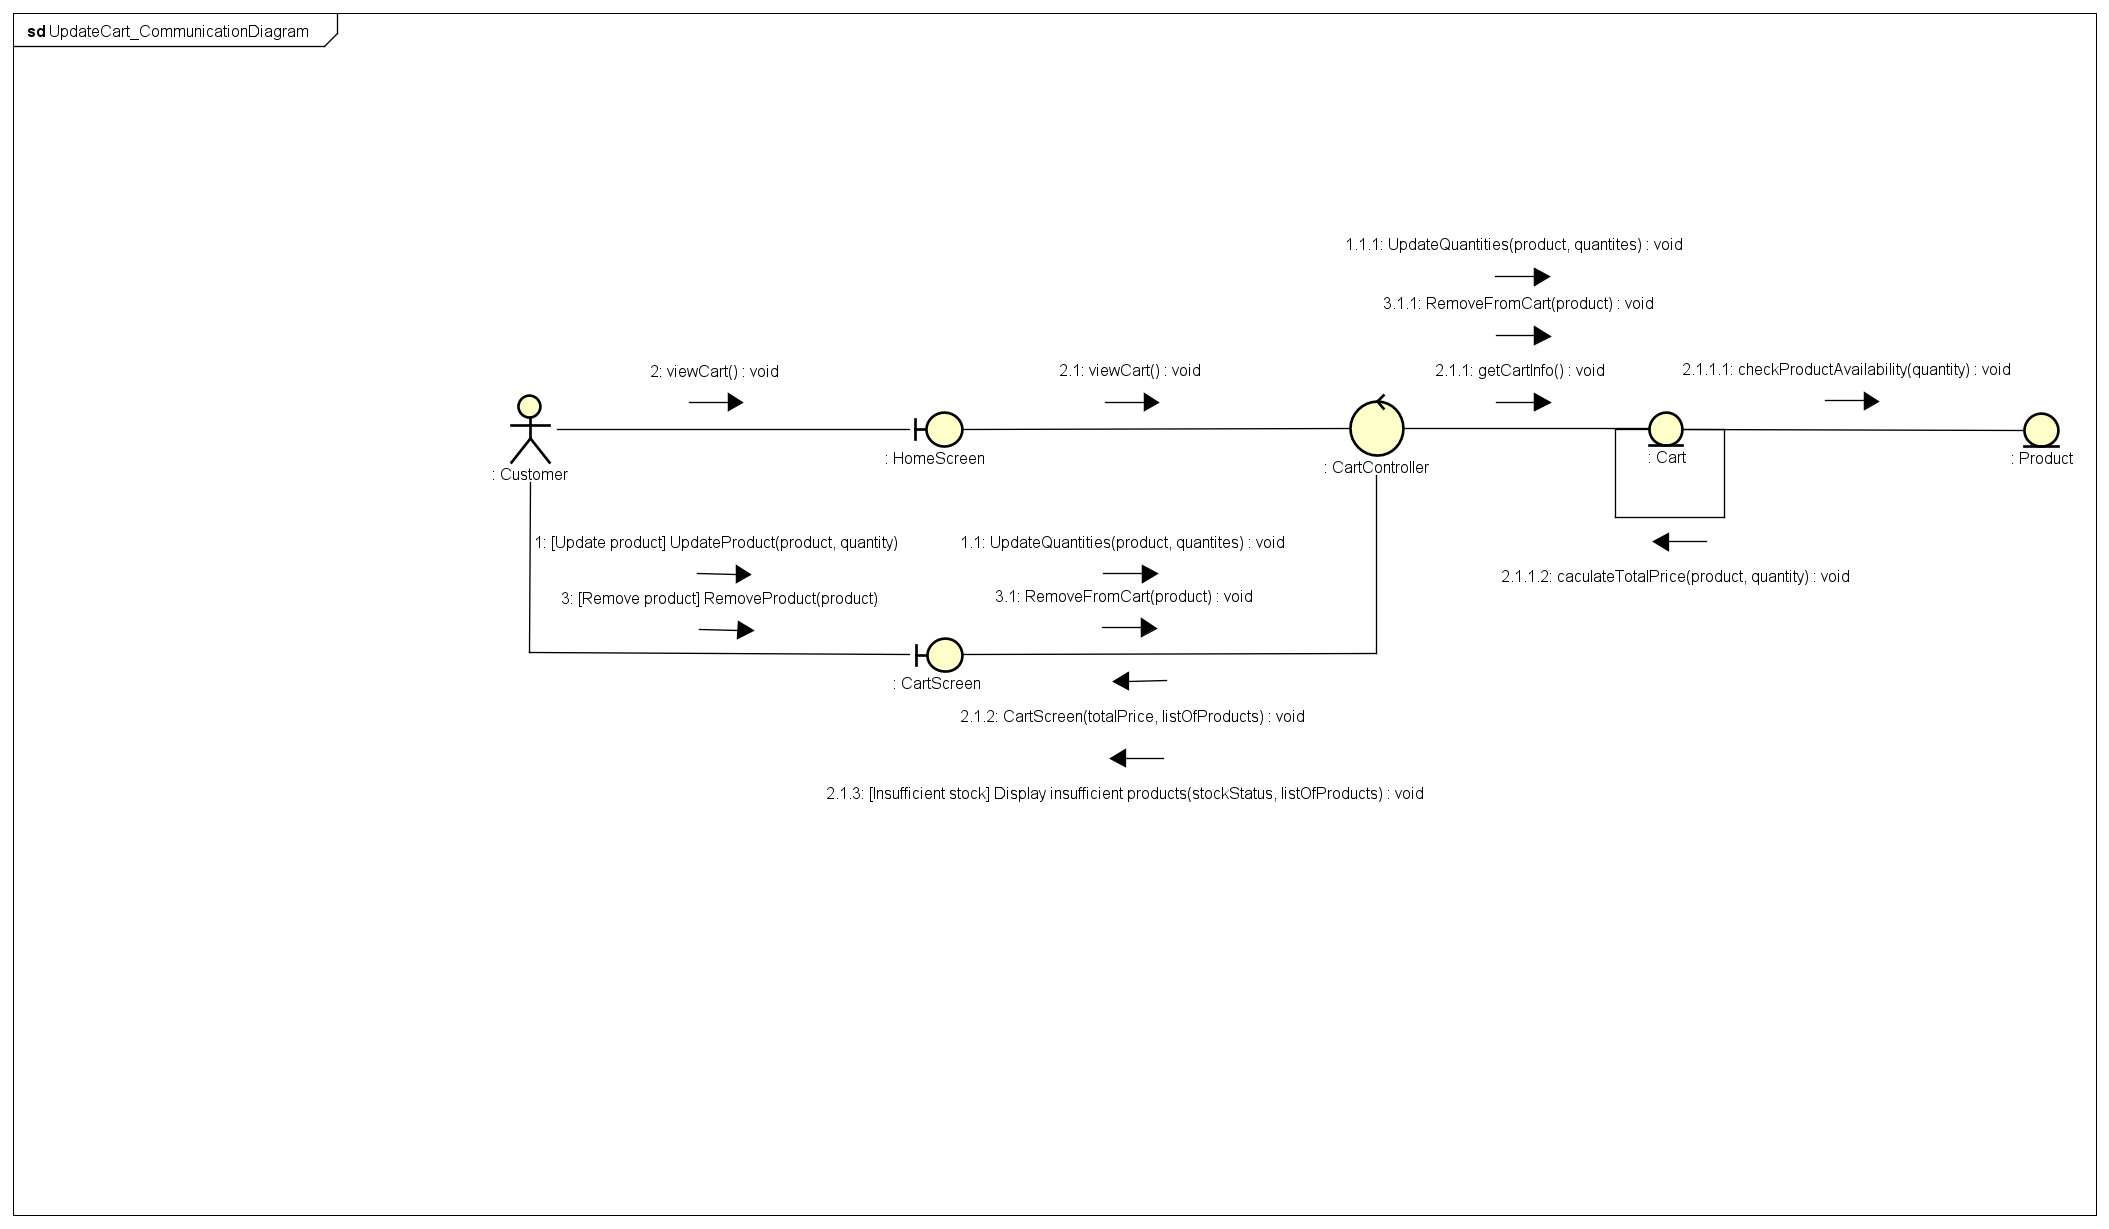 sd UpdateCart_CommunicationDiagram
1.1.1: UpdateQuantities(product, quantites) : void
3.1.1: RemoveFromCart(product) : void
2: viewCart() : void
2.1: viewCart() : void
2.1.1: getCartInfo() : void
2.1.1.1: checkProductAvailability(quantity) : void
: Customer
: HomeScreen
: CartController
: Cart
: Product
1: [Update product] UpdateProduct(product, quantity)
1.1: UpdateQuantities(product, quantites) : void
2.1.1.2: caculateTotalPrice(product, quantity) : void
3: [Remove product] RemoveProduct(product)
3.1: RemoveFromCart(product) : void
: CartScreen
2.1.2: CartScreen(totalPrice, listOfProducts) : void
2.1.3: [Insufficient stock] Display insufficient products(stockStatus, listOfProducts) : void